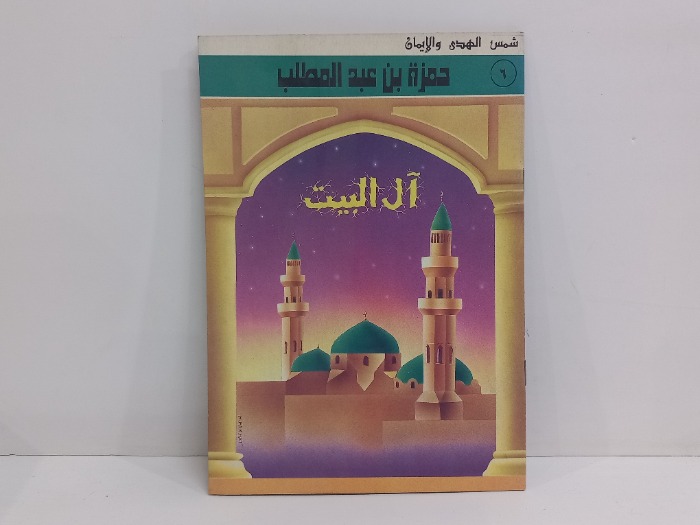 شمس الهدى والإيمان
حمزة بن عبد المطلب
٦
آل البيت